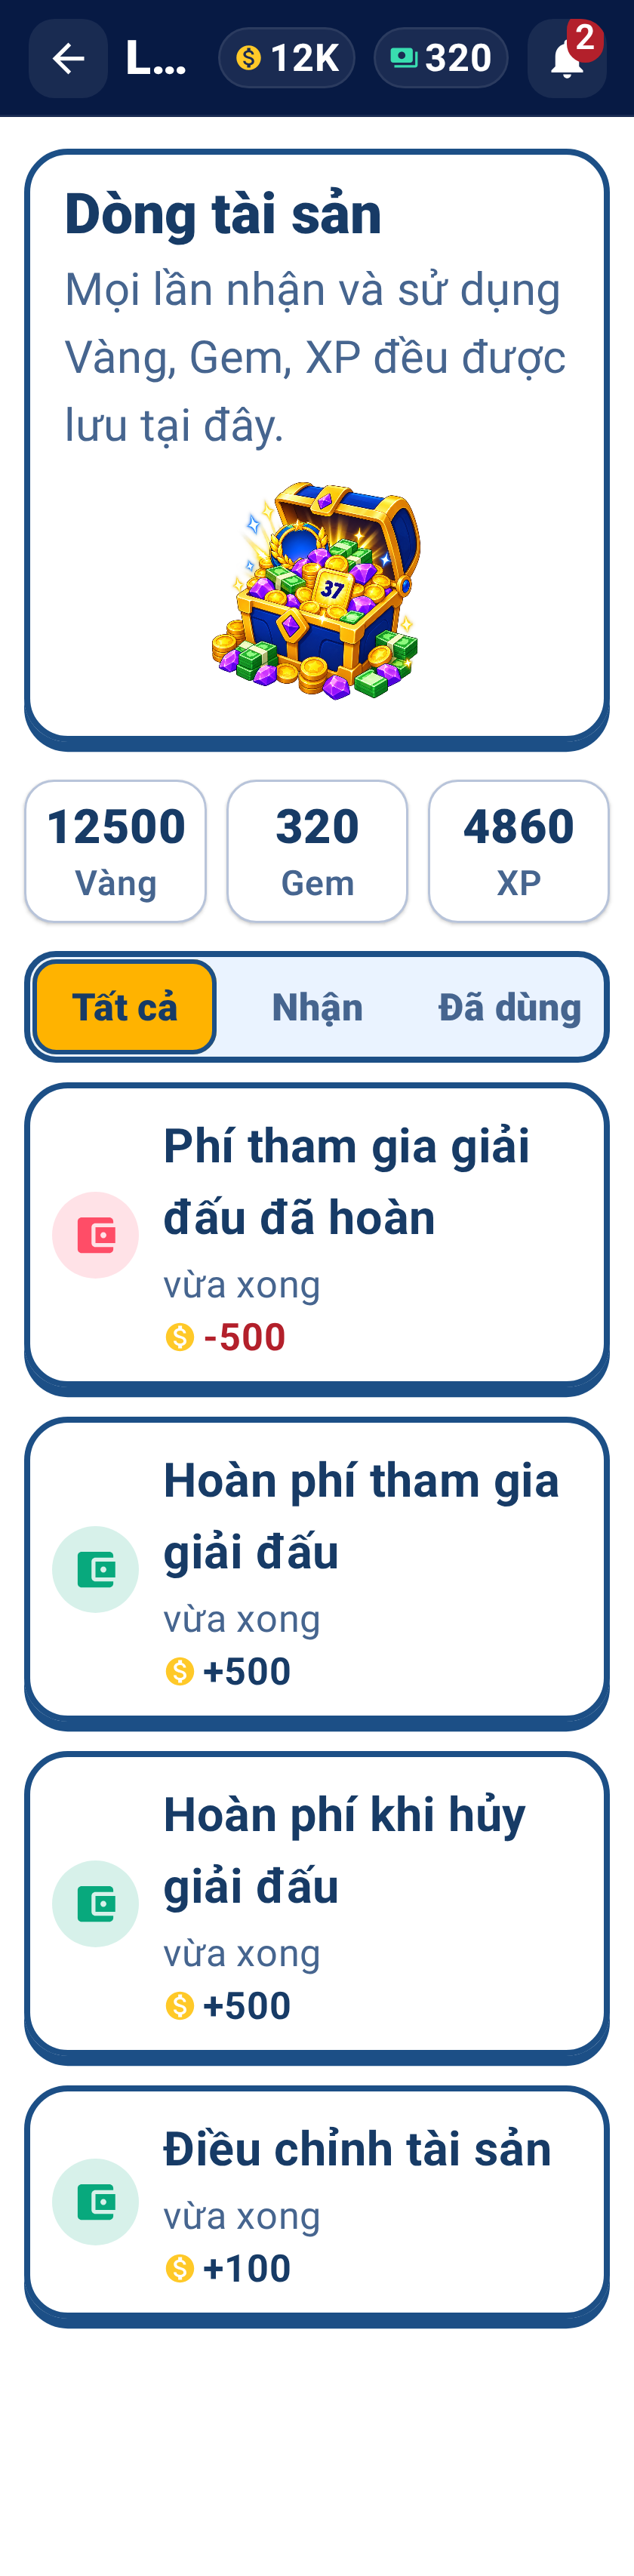 L...
12K
320
2
Dòng tài sản
Mọi lần nhận và sử dụng
Vàng, Gem, XP đều được
lưu tại đây.
37
12500
Vàng
320
Gem
4860
XP
Tất cả
Nhận
Đã dùng
Phí tham gia giải
đấu đã hoàn
vừa xong
-500
Hoàn phí tham gia
giải đấu
vừa xong
+500
Hoàn phí khi hủy
giải đấu
vừa xong
+500
Điều chỉnh tài sản
vừa xong
+100